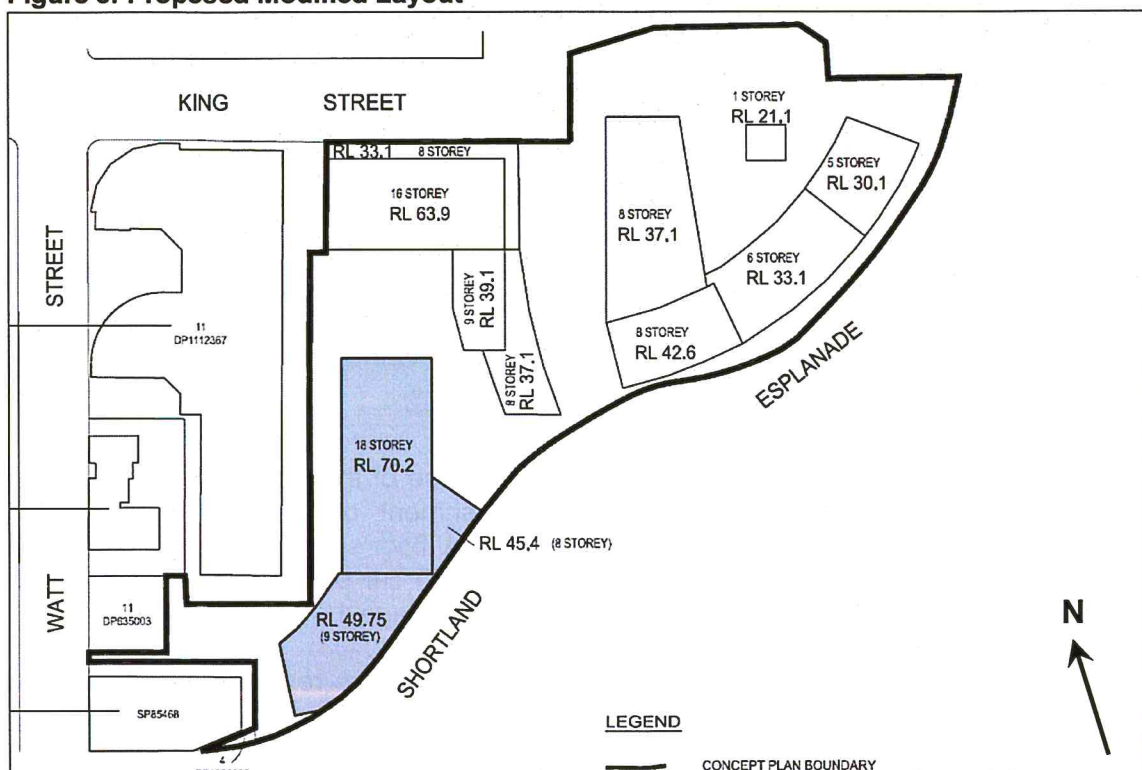 Figure 3: Proposed Modified Layout
KING STREET
1 STOREY
RL 21.1
RL 33.1 8 STOREY
5 STOREY
RL 30.1
16 STOREY
RL 63.9
8 STOREY
RL 37.1
6 STOREY
RL 33.1
STREET
9 STOREY
RL 39.1
8 STOREY
RL 42.6
11
DP1112367
8 STOREY
RL 37.1
ESPLANADE
18 STOREY
RL 70.2
RL 45.4 (8 STOREY)
WATT
11
DP635003
RL 49.75
(9 STOREY)
SHORTLAND
N
SP85468
LEGEND
4
CONCEPT PLAN BOUNDARY